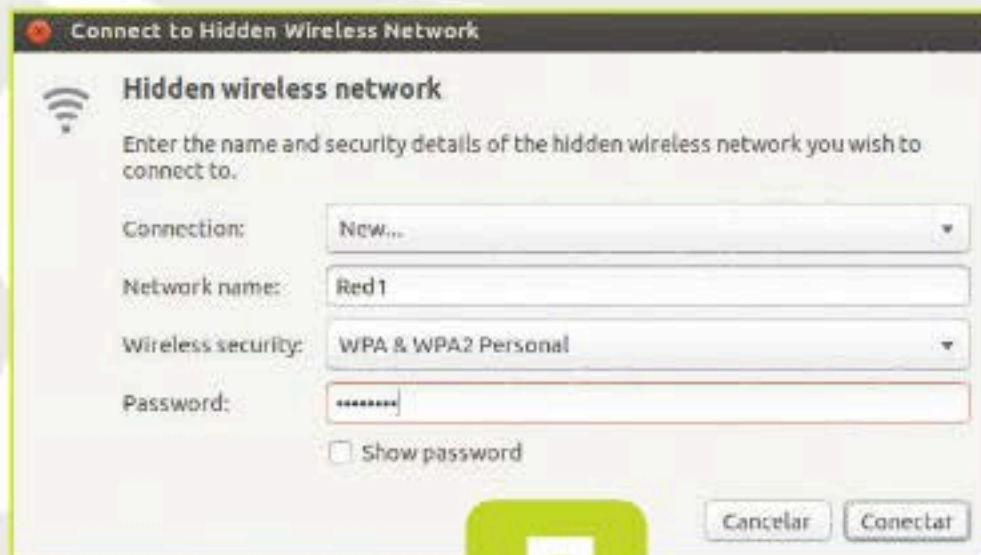 Connect to Hidden Wireless Network
Hidden wireless network
Enter the name and security details of the hidden wireless network you wish to
connect to.
Connection: New...
Network name: Red1
Wireless security: WPA & WPA2 Personal
Password: ••••••••
Show password
Cancelar Conectar